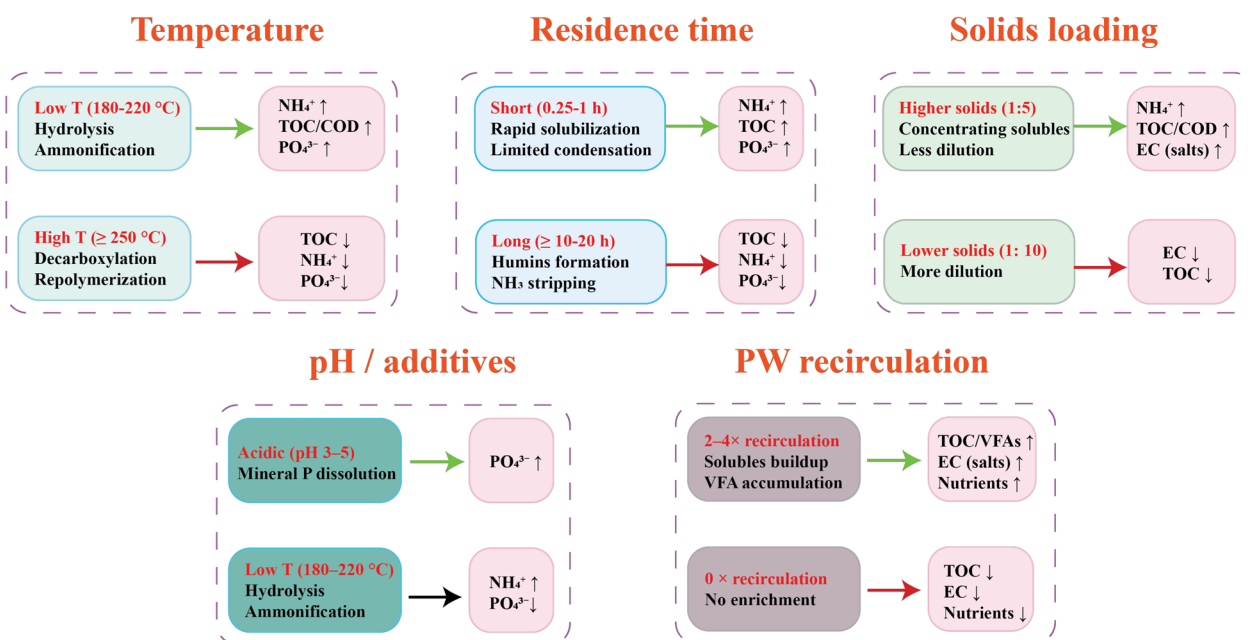 Temperature
Low T (180-220 °C)
Hydrolysis
Ammonification
NH₄⁺ ↑
TOC/COD ↑
PO₄³⁻ ↑
High T (≥ 250 °C)
Decarboxylation
Repolymerization
TOC ↓
NH₄⁺ ↓
PO₄³⁻↓
Residence time
Short (0.25-1 h)
Rapid solubilization
Limited condensation
NH₄⁺ ↑
TOC ↑
PO₄³⁻ ↑
Long (≥ 10-20 h)
Humins formation
NH₃ stripping
TOC ↓
NH₄⁺ ↓
PO₄³⁻↓
Solids loading
Higher solids (1:5)
Concentrating solubles
Less dilution
NH₄⁺ ↑
TOC/COD ↑
EC (salts) ↑
Lower solids (1: 10)
More dilution
EC ↓
TOC ↓
pH / additives
Acidic (pH 3–5)
Mineral P dissolution
PO₄³⁻ ↑
Low T (180–220 °C)
Hydrolysis
Ammonification
NH₄⁺ ↑
PO₄³⁻↓
PW recirculation
2–4× recirculation
Solubles buildup
VFA accumulation
TOC/VFAs ↑
EC (salts) ↑
Nutrients ↑
0 × recirculation
No enrichment
TOC ↓
EC ↓
Nutrients ↓